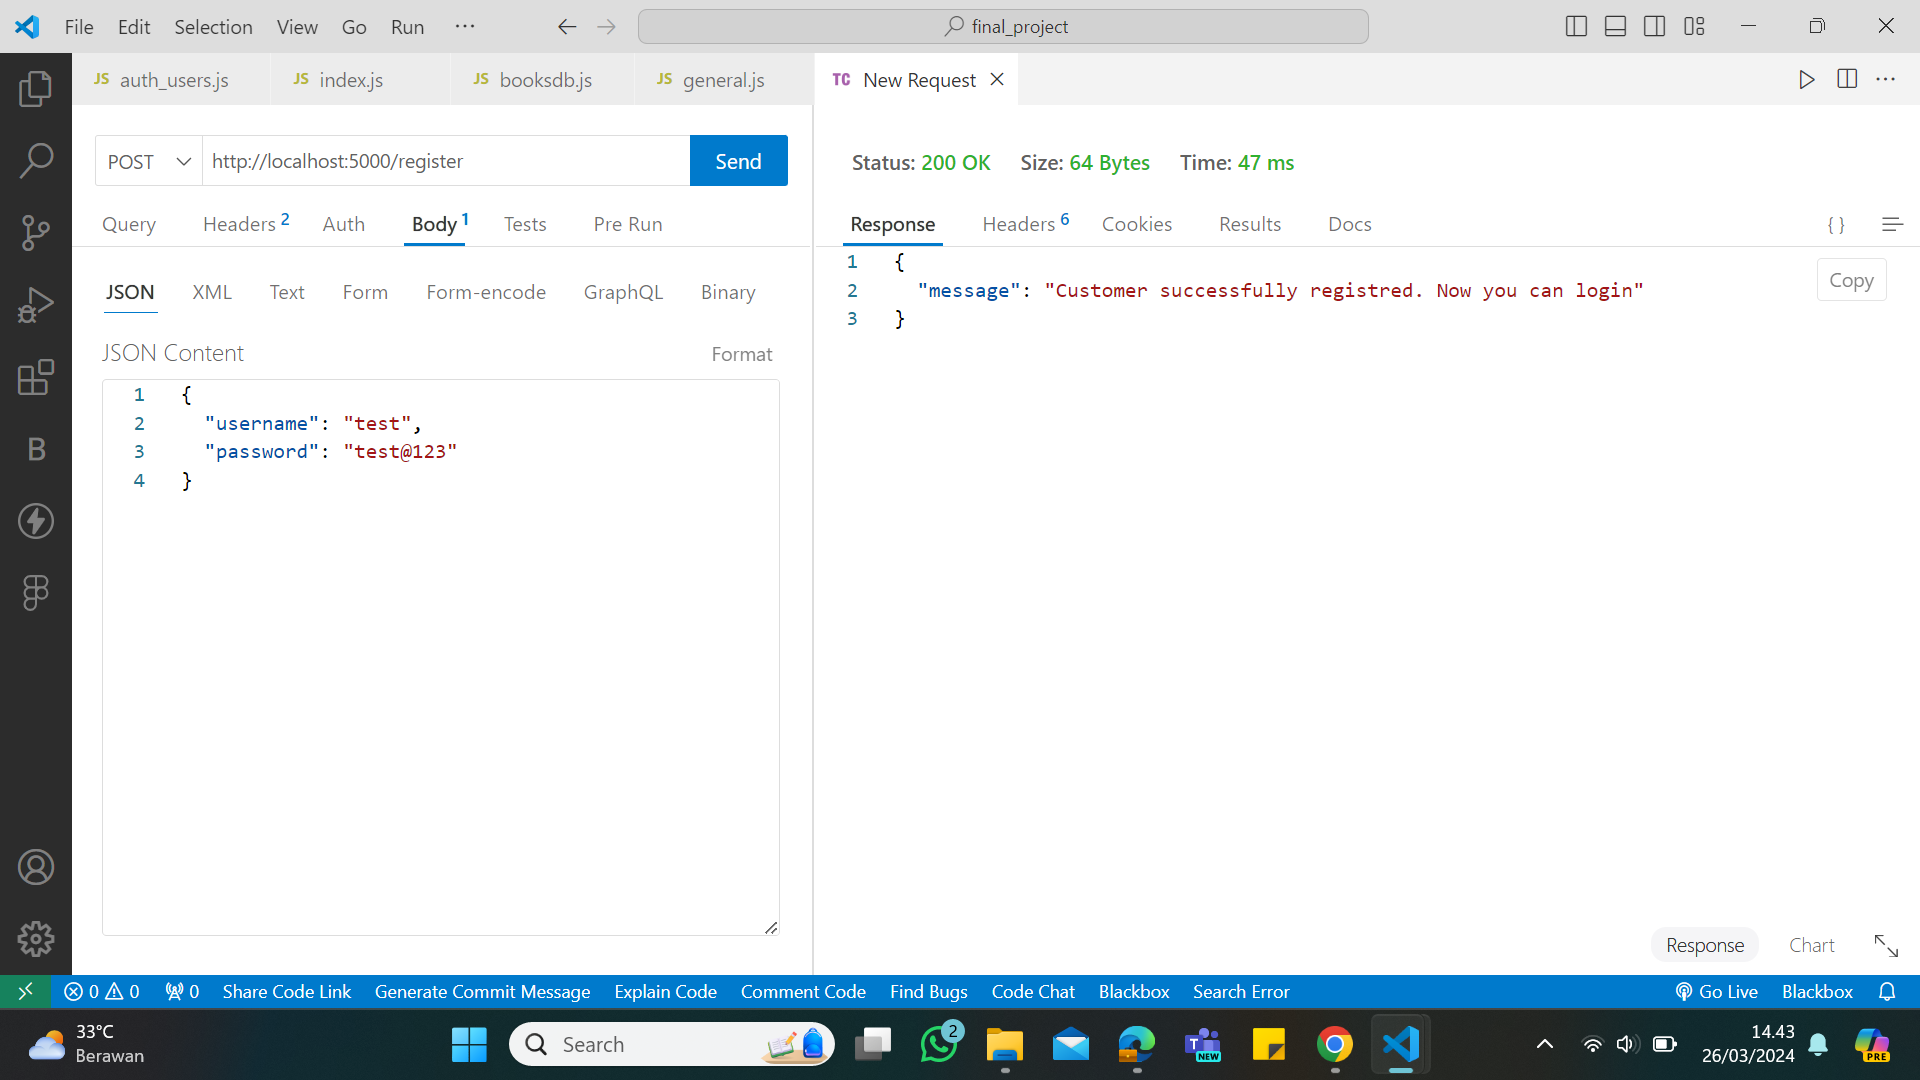 File Edit Selection View Go Run ···
final_project
JS auth_users.js JS index.js JS booksdb.js JS general.js TC New Request
POST http://localhost:5000/register Send
Status: 200 OK Size: 64 Bytes Time: 47 ms
Query Headers 2 Auth Body 1 Tests Pre Run
Response Headers 6 Cookies Results Docs { }
JSON XML Text Form Form-encode GraphQL Binary
JSON Content Format
1 {
2 "username": "test",
3 "password": "test@123"
4 }
1 {
2 "message": "Customer successfully registred. Now you can login"
3 }
Copy
B
Response Chart
0 0 0 Share Code Link Generate Commit Message Explain Code Comment Code Find Bugs Code Chat Blackbox Search Error Go Live Blackbox
33°C
Berawan
Search
2
T NEW
14.43
26/03/2024
PRE